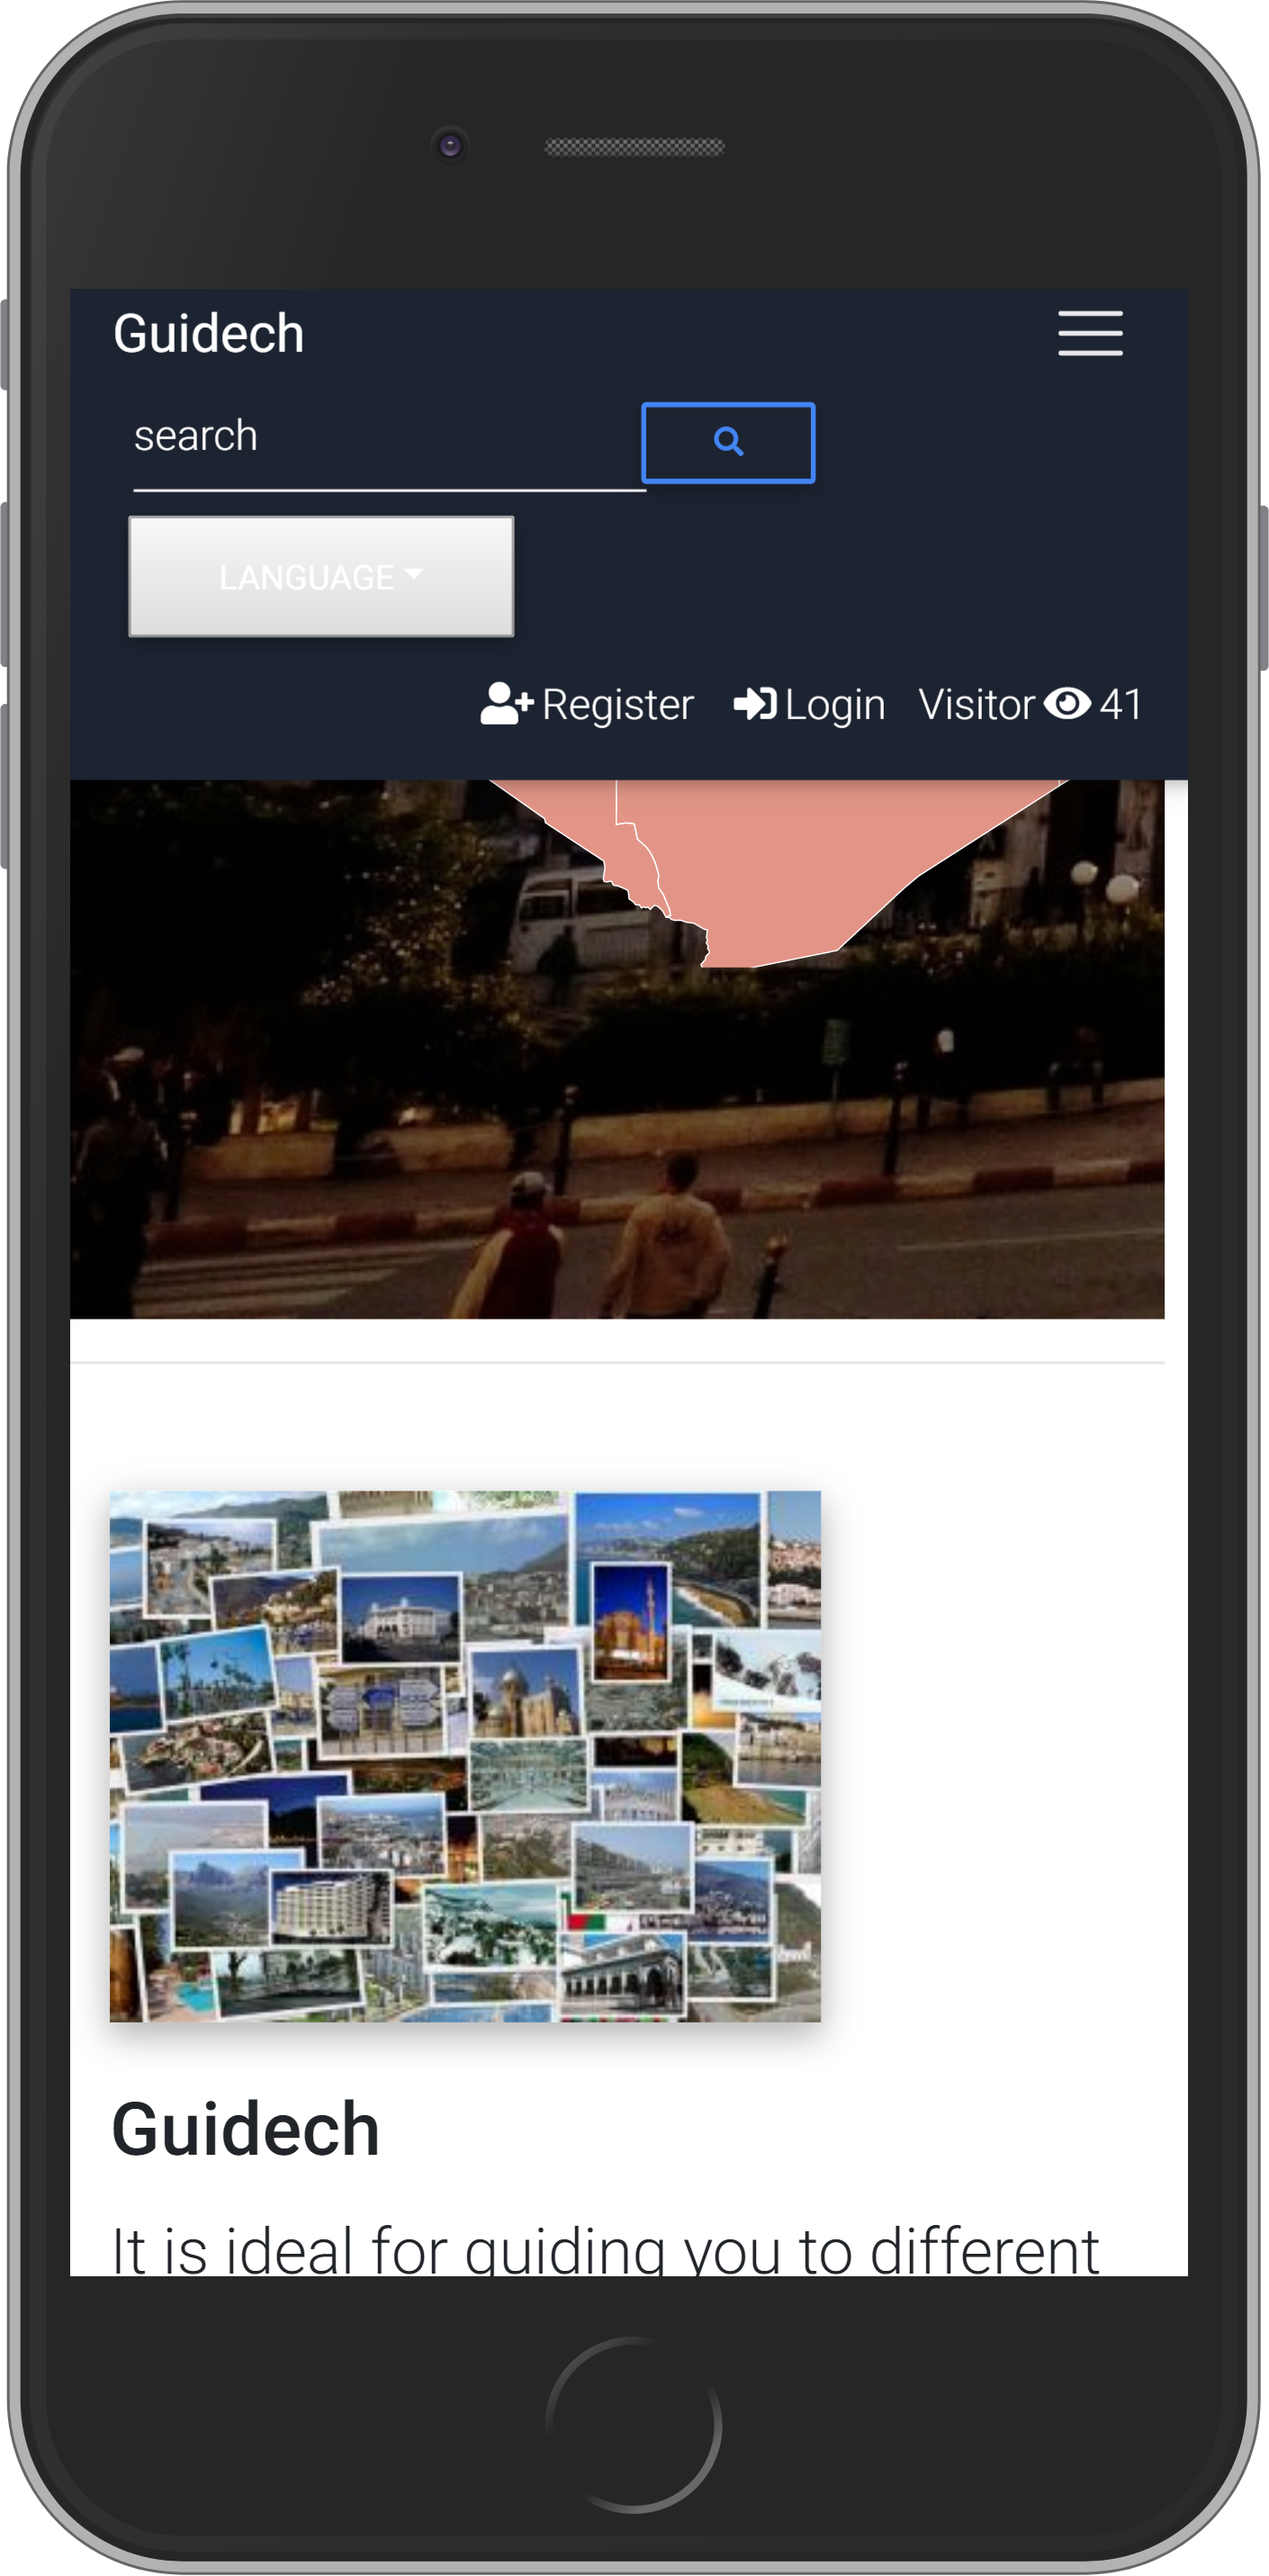 Guidech
search
LANGUAGE
Register Login Visitor 41
Guidech
It is ideal for guiding you to different